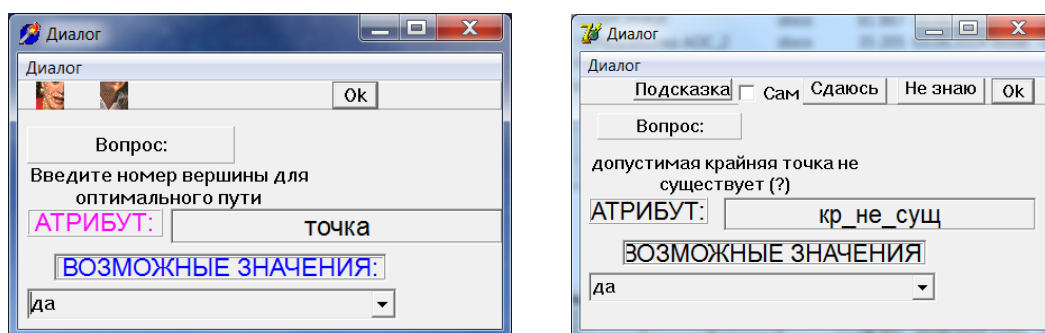 Диалог
Диалог
Ok
Вопрос:
Введите номер вершины для
оптимального пути
АТРИБУТ:
точка
ВОЗМОЖНЫЕ ЗНАЧЕНИЯ:
да
Диалог
Диалог
Подсказка Сам Сдаюсь Не знаю Ok
Вопрос:
допустимая крайняя точка не
существует (?)
АТРИБУТ:
кр_не_сущ
ВОЗМОЖНЫЕ ЗНАЧЕНИЯ
да